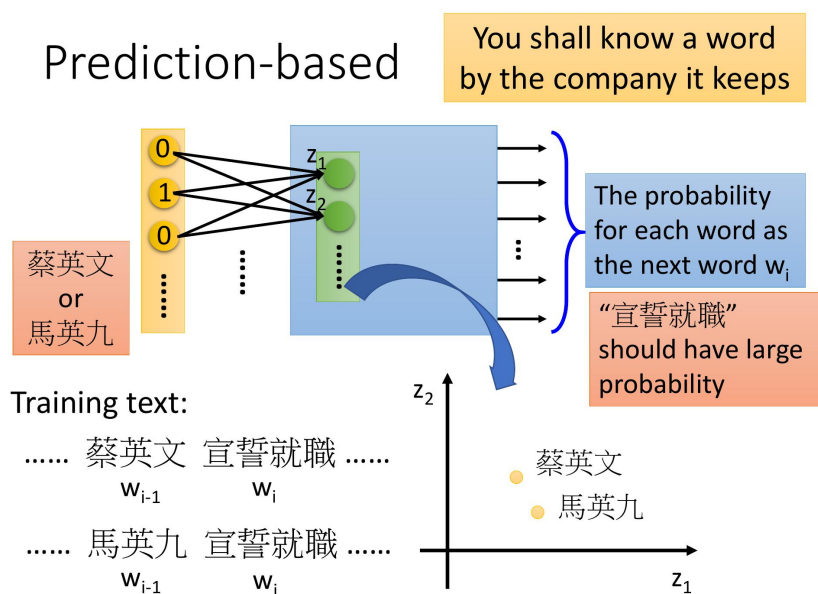 Prediction-based
You shall know a word
by the company it keeps
0
1
0
……
z1
z2
……
……
…
蔡英文
or
馬英九
The probability
for each word as
the next word wi
“宣誓就職”
should have large
probability
Training text:
…… 蔡英文 宣誓就職 ……
wi-1 wi
…… 馬英九 宣誓就職 ……
wi-1 wi
z2
蔡英文
馬英九
z1